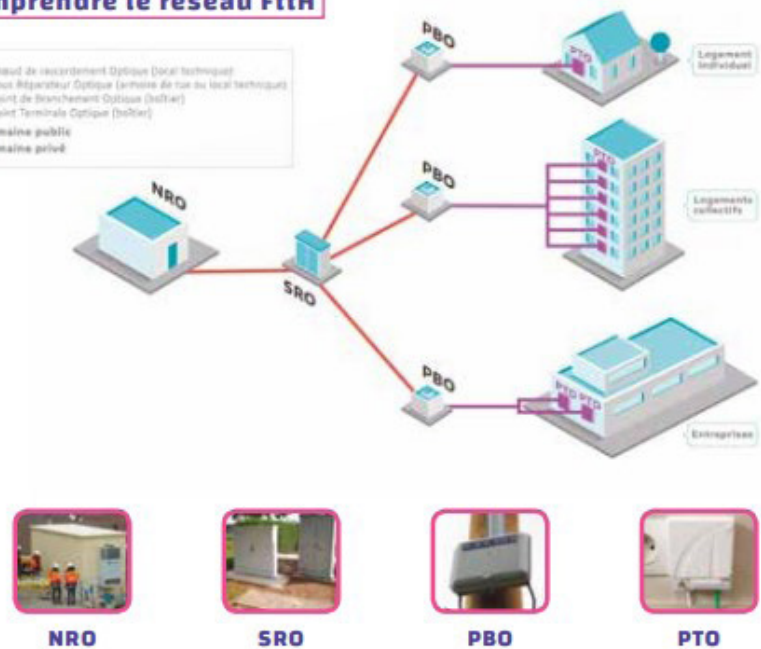 mprendre le réseau FttH
œud de raccordement Optique (local technique)
ous Réparteur Optique (armoire de rue ou local technique)
oint de Branchement Optique (boîtier)
oint Terminale Optique (boîtier)
maine public
maine privé
NRO
SRO
PBO
PTO
Logement
individuel
PBO
PTO
Logements
collectifs
PBO
PTO PTO
Entreprises
NRO
SRO
PBO
PTO